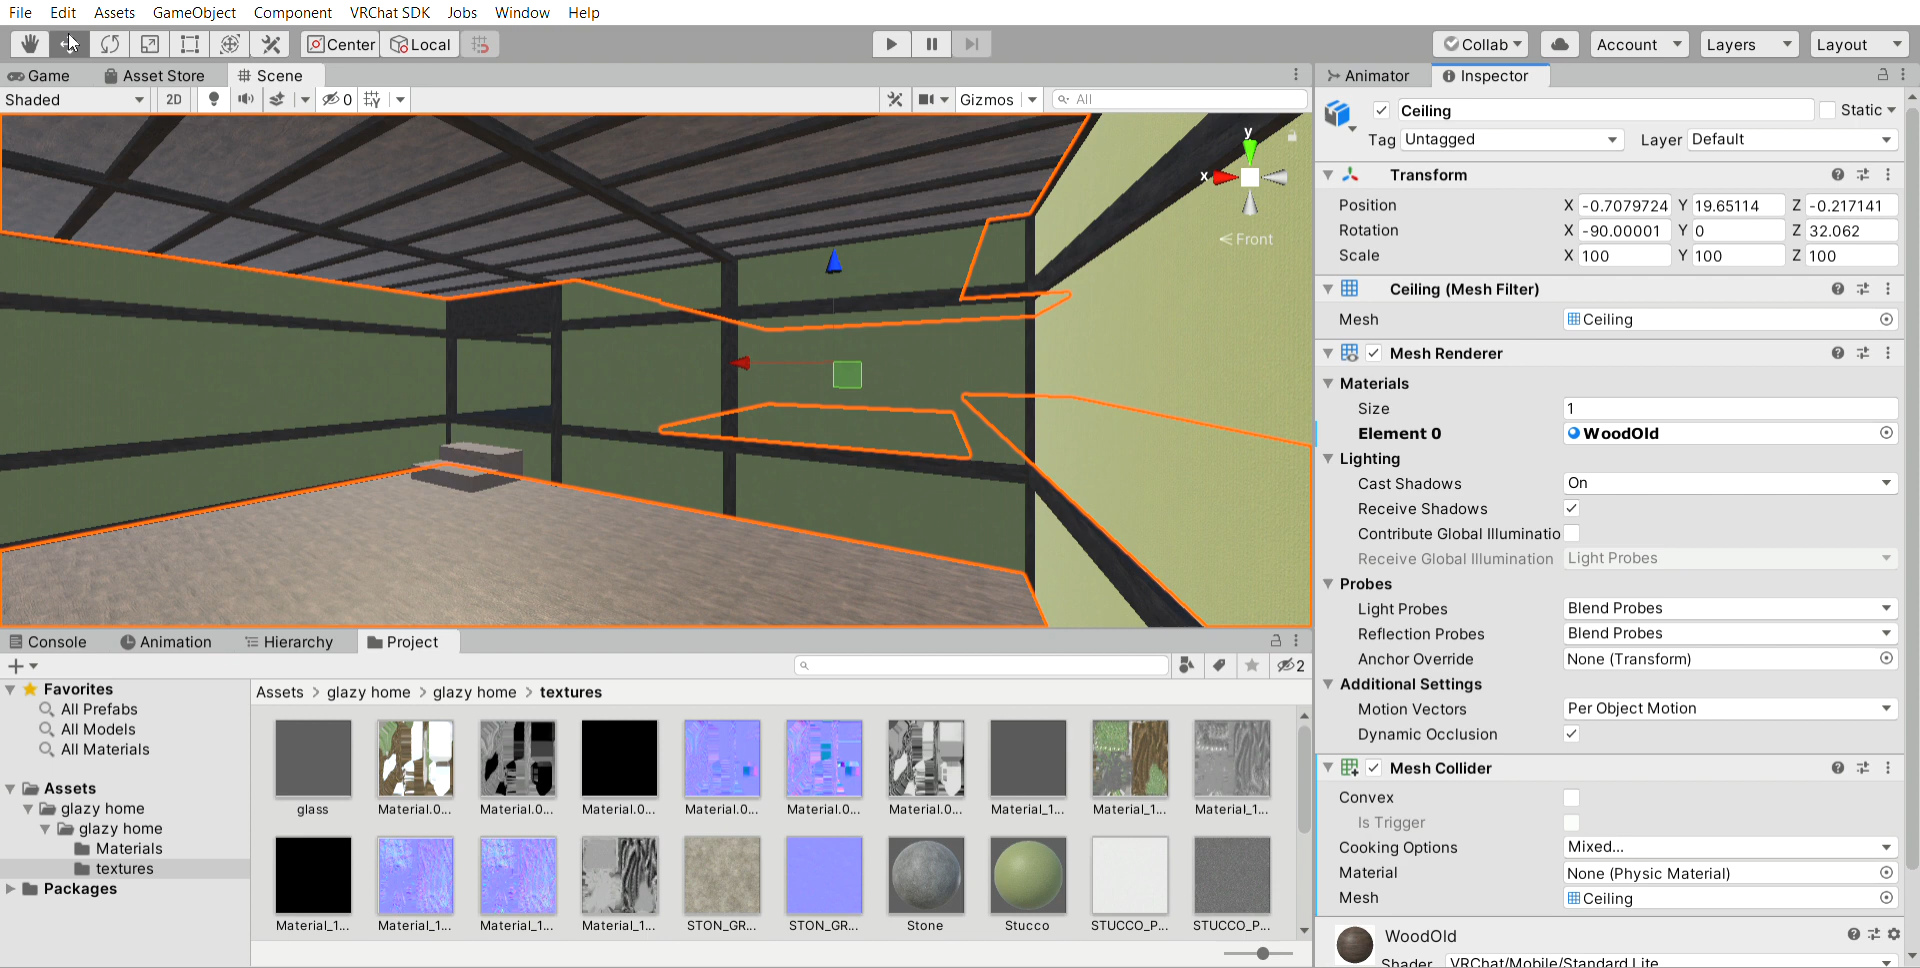 File Edit Assets GameObject Component VRChat SDK Jobs Window Help
Center Local Collab Account Layers Layout
Game Asset Store Scene
Shaded 2D 0 Gizmos All
y
x
Front
Animator Inspector
Ceiling Static
Tag Untagged Layer Default
Transform
Position X -0.7079724 Y 19.65114 Z -0.217141
Rotation X -90.00001 Y 0 Z 32.062
Scale X 100 Y 100 Z 100
Ceiling (Mesh Filter)
Mesh Ceiling
Mesh Renderer
Materials
Size 1
Element 0 WoodOld
Lighting
Cast Shadows On
Receive Shadows
Contribute Global Illuminatio
Receive Global Illumination Light Probes
Probes
Light Probes Blend Probes
Reflection Probes Blend Probes
Anchor Override None (Transform)
Additional Settings
Motion Vectors Per Object Motion
Dynamic Occlusion
Mesh Collider
Convex
Is Trigger
Cooking Options Mixed...
Material None (Physic Material)
Mesh Ceiling
WoodOld
Shader VRChat/Mobile/Standard Lite
Console Animation Hierarchy Project
2
Favorites
All Prefabs
All Models
All Materials
Assets
glazy home
glazy home
Materials
textures
Packages
Assets > glazy home > glazy home > textures
glass Material.0... Material.0... Material.0... Material.0... Material.0... Material.0... Material_1... Material_1... Material_1...
Material_1... Material_1... Material_1... Material_1... STON_GR... STON_GR... Stone Stucco STUCCO_P... STUCCO_P...